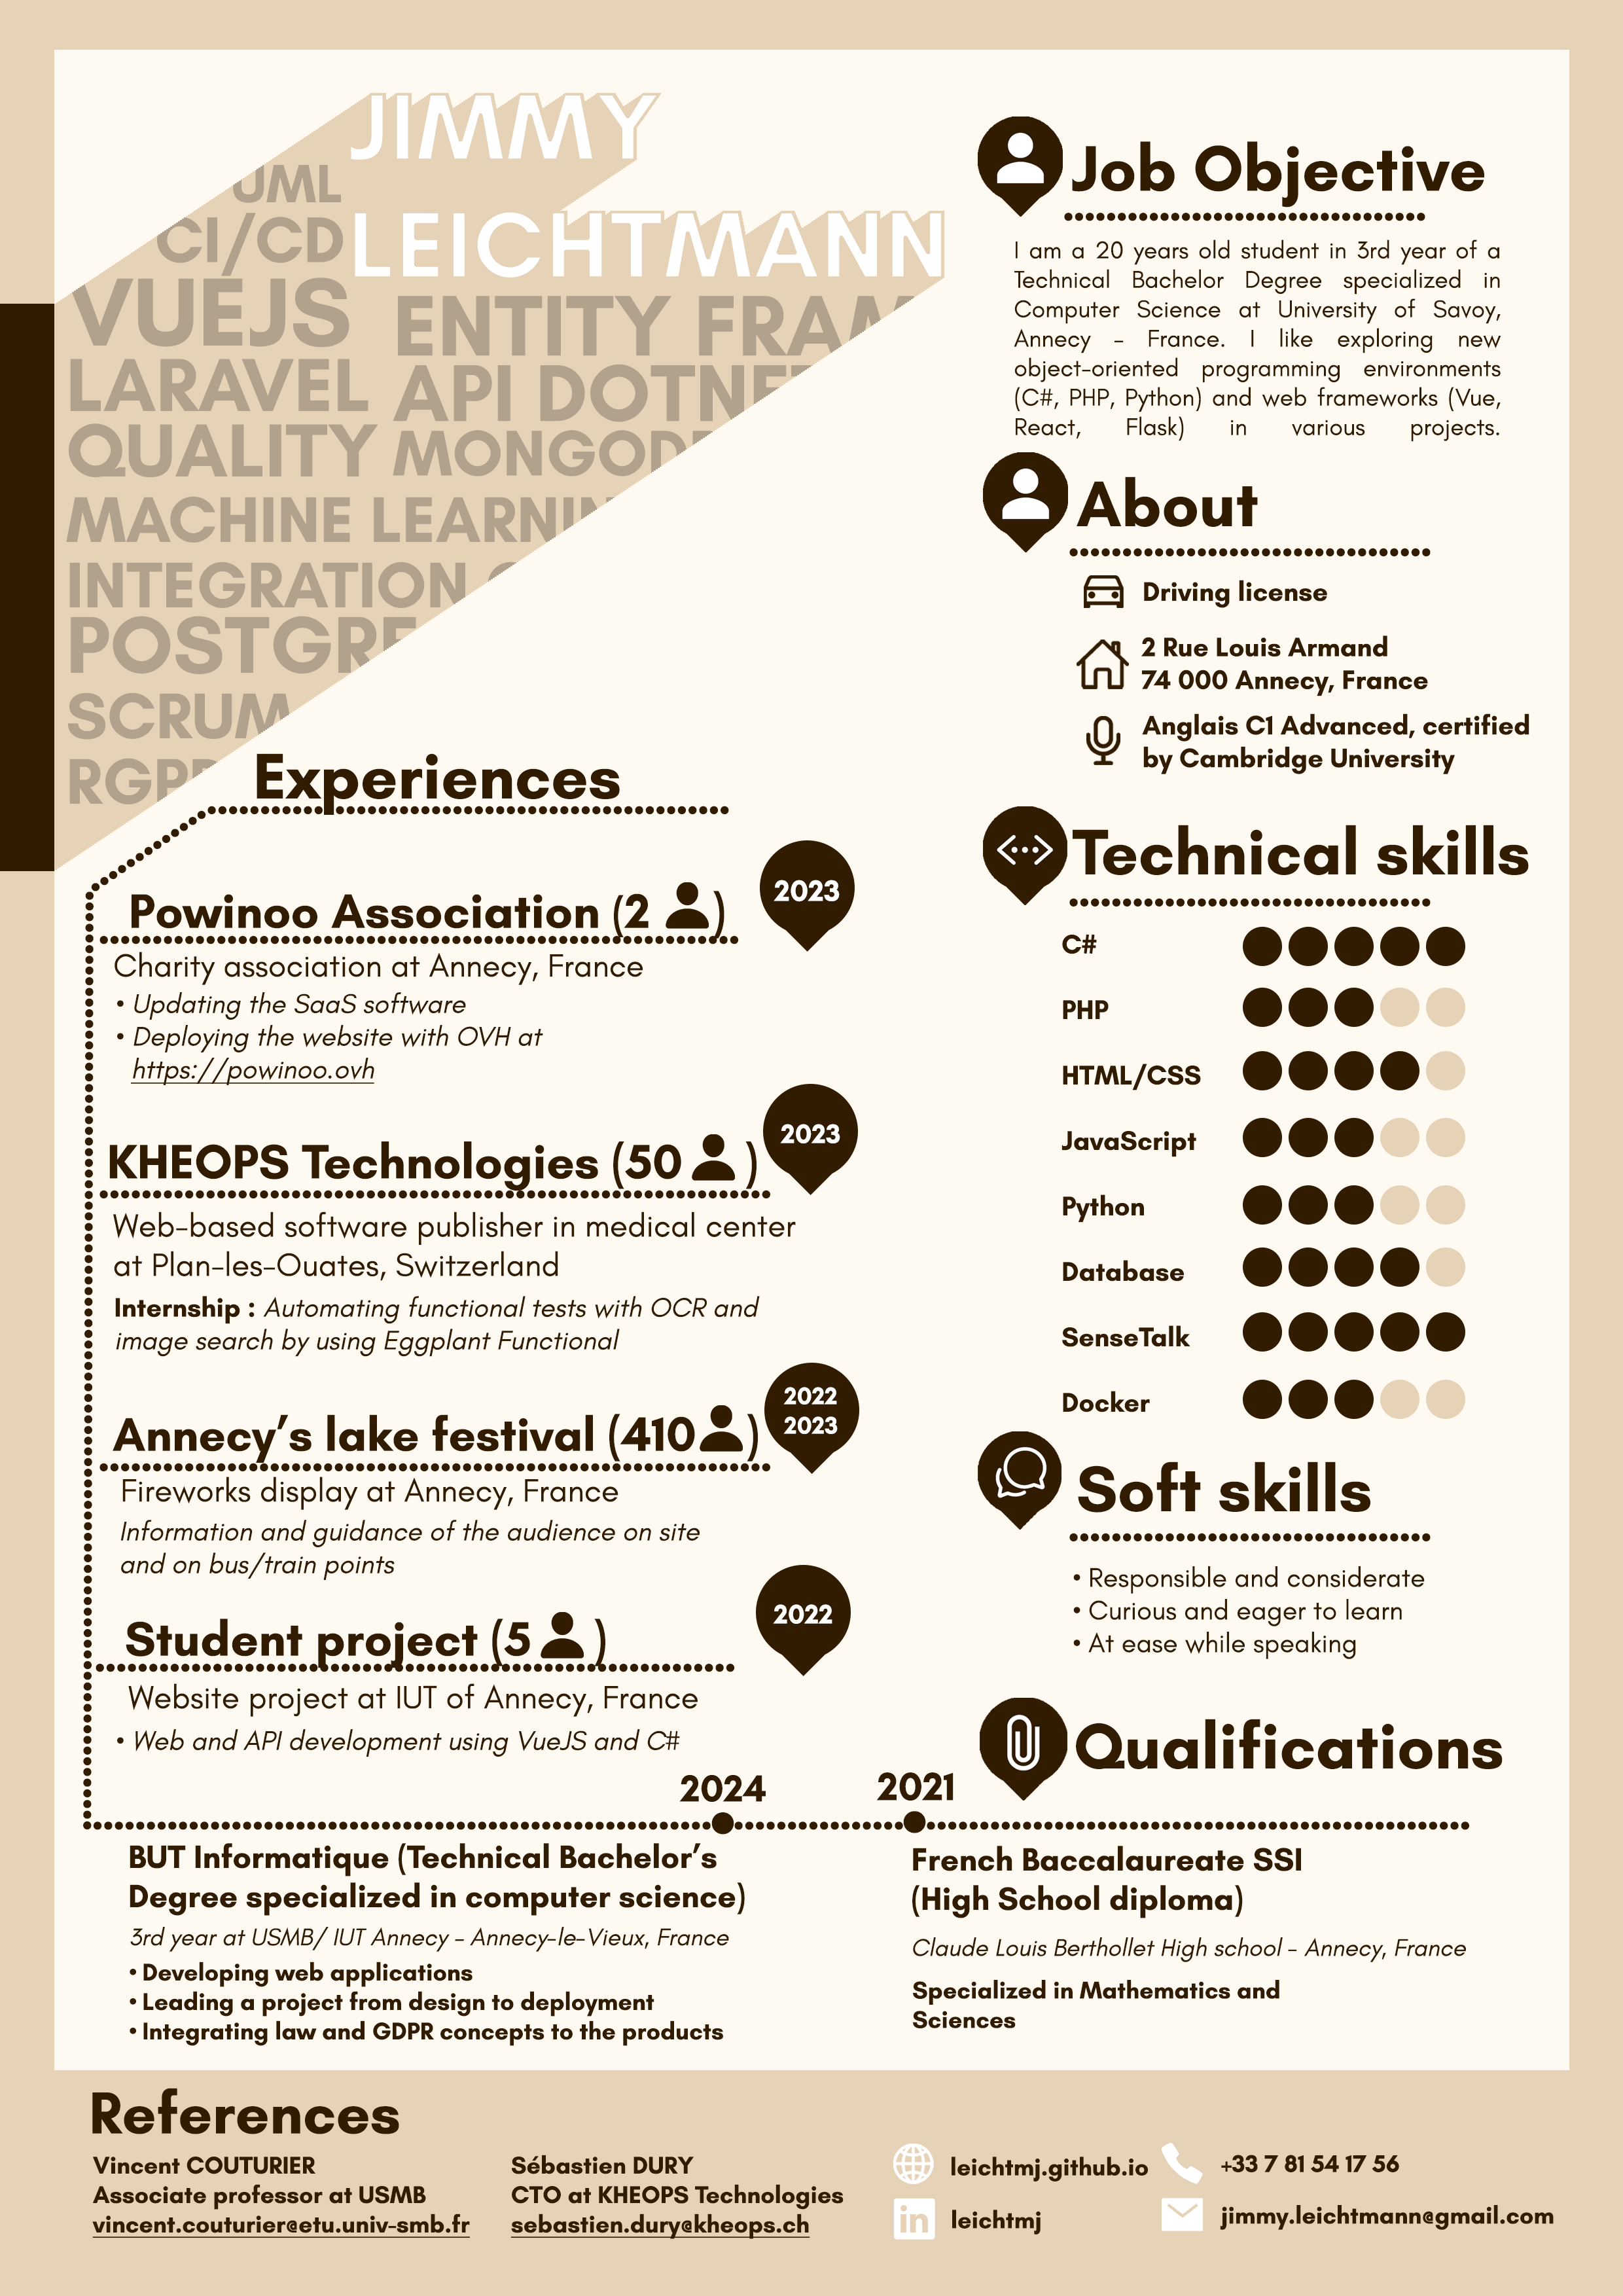 JIMMY
LEICHTMANN
UML
CI/CD
VUEJS
ENTITY
LARAVEL
API
QUALITY
MACHINE
INTEGRATION
SCRUM
Job Objective
I am a 20 years old student in 3rd year of a
Technical Bachelor Degree specialized in
Computer Science at University of Savoy,
Annecy - France. I like exploring new
object-oriented programming environments
(C#, PHP, Python) and web frameworks (Vue,
React, Flask) in various projects.
About
Driving license
2 Rue Louis Armand
74 000 Annecy, France
Anglais C1 Advanced, certified
by Cambridge University
Technical skills
C#
PHP
HTML/CSS
JavaScript
Python
Database
SenseTalk
Docker
Soft skills
• Responsible and considerate
• Curious and eager to learn
• At ease while speaking
Experiences
Powinoo Association (2 )
2023
Charity association at Annecy, France
• Updating the SaaS software
• Deploying the website with OVH at
https://powinoo.ovh
KHEOPS Technologies (50 )
2023
Web-based software publisher in medical center
at Plan-les-Ouates, Switzerland
Internship : Automating functional tests with OCR and
image search by using Eggplant Functional
Annecy’s lake festival (410 )
2022
2023
Fireworks display at Annecy, France
Information and guidance of the audience on site
and on bus/train points
Student project (5 )
2022
Website project at IUT of Annecy, France
• Web and API development using VueJS and C#
Qualifications
2024
BUT Informatique (Technical Bachelor’s
Degree specialized in computer science)
3rd year at USMB/ IUT Annecy - Annecy-le-Vieux, France
• Developing web applications
• Leading a project from design to deployment
• Integrating law and GDPR concepts to the products
2021
French Baccalaureate SSI
(High School diploma)
Claude Louis Berthollet High school - Annecy, France
Specialized in Mathematics and
Sciences
References
Vincent COUTURIER
Associate professor at USMB
vincent.couturier@etu.univ-smb.fr
Sébastien DURY
CTO at KHEOPS Technologies
sebastien.dury@kheops.ch
leichtmj.github.io
in leichtmj
+33 7 81 54 17 56
jimmy.leichtmann@gmail.com